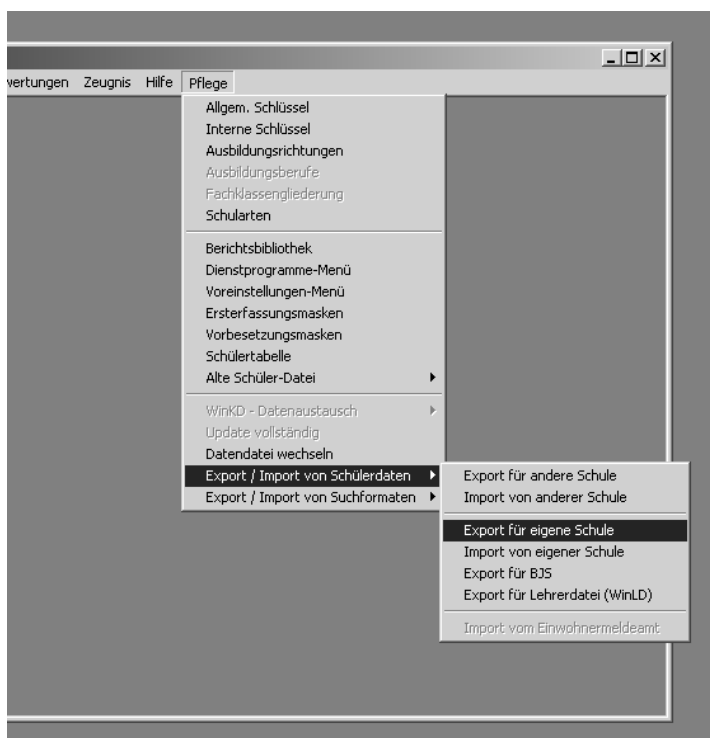 Zeugnis Hilfe Pflege
Allgem. Schlüssel
Interne Schlüssel
Ausbildungsrichtungen
Ausbildungsberufe
Fachklassengliederung
Schularten
Berichtsbibliothek
Dienstprogramme-Menü
Voreinstellungen-Menü
Ersterfassungsmasken
Vorbesetzungsmasken
Schülertabelle
Alte Schüler-Datei
WinKD - Datenaustausch
Update vollständig
Datendatei wechseln
Export / Import von Schülerdaten
Export / Import von Suchformaten
Export für andere Schule
Import von anderer Schule
Export für eigene Schule
Import von eigener Schule
Export für BJS
Export für Lehrerdatei (WinLD)
Import vom Einwohnermeldeamt